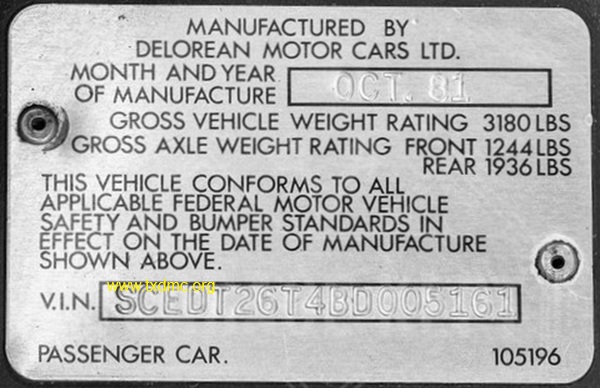 MANUFACTURED BY
DELOREAN MOTOR CARS LTD.
MONTH AND YEAR
OF MANUFACTURE OCT. 81
GROSS VEHICLE WEIGHT RATING 3180 LBS
GROSS AXLE WEIGHT RATING FRONT 1244 LBS
REAR 1936 LBS
THIS VEHICLE CONFORMS TO ALL
APPLICABLE FEDERAL MOTOR VEHICLE
SAFETY AND BUMPER STANDARDS IN
EFFECT ON THE DATE OF MANUFACTURE
SHOWN ABOVE.
www.txdmc.org
V.I.N. SCEDT26T4BD005161
PASSENGER CAR. 105196